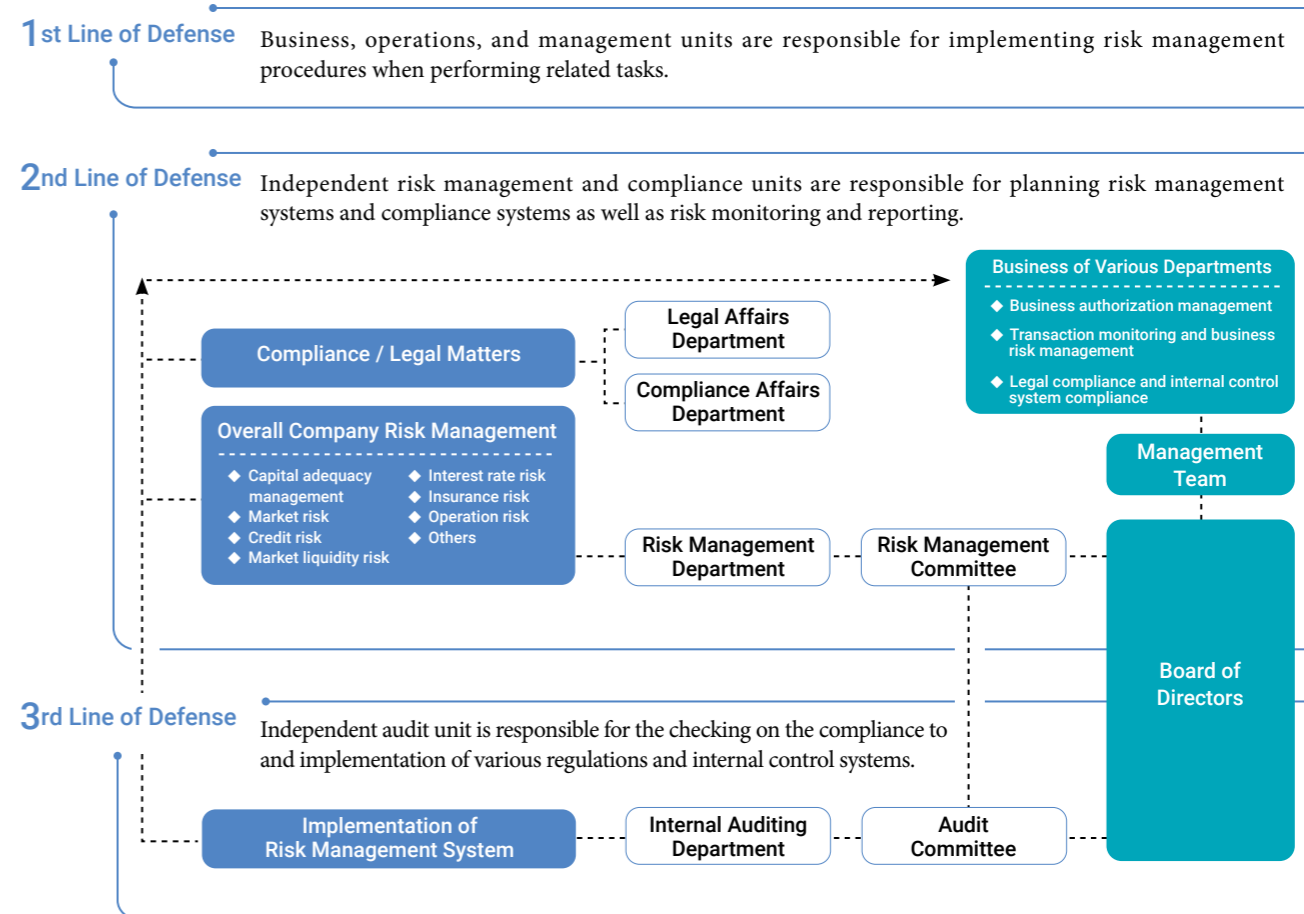 1st Line of Defense
Business, operations, and management units are responsible for implementing risk management
procedures when performing related tasks.
2nd Line of Defense
Independent risk management and compliance units are responsible for planning risk management
systems and compliance systems as well as risk monitoring and reporting.
Business of Various Departments
◆ Business authorization management
◆ Transaction monitoring and business
risk management
◆ Legal compliance and internal control
system compliance
Compliance / Legal Matters
Legal Affairs
Department
Compliance Affairs
Department
Overall Company Risk Management
◆ Capital adequacy
management
◆ Market risk
◆ Credit risk
◆ Market liquidity risk
◆ Interest rate risk
◆ Insurance risk
◆ Operation risk
◆ Others
Management
Team
Risk Management
Department
Risk Management
Committee
Board of
Directors
3rd Line of Defense
Independent audit unit is responsible for the checking on the compliance to
and implementation of various regulations and internal control systems.
Implementation of
Risk Management System
Internal Auditing
Department
Audit
Committee